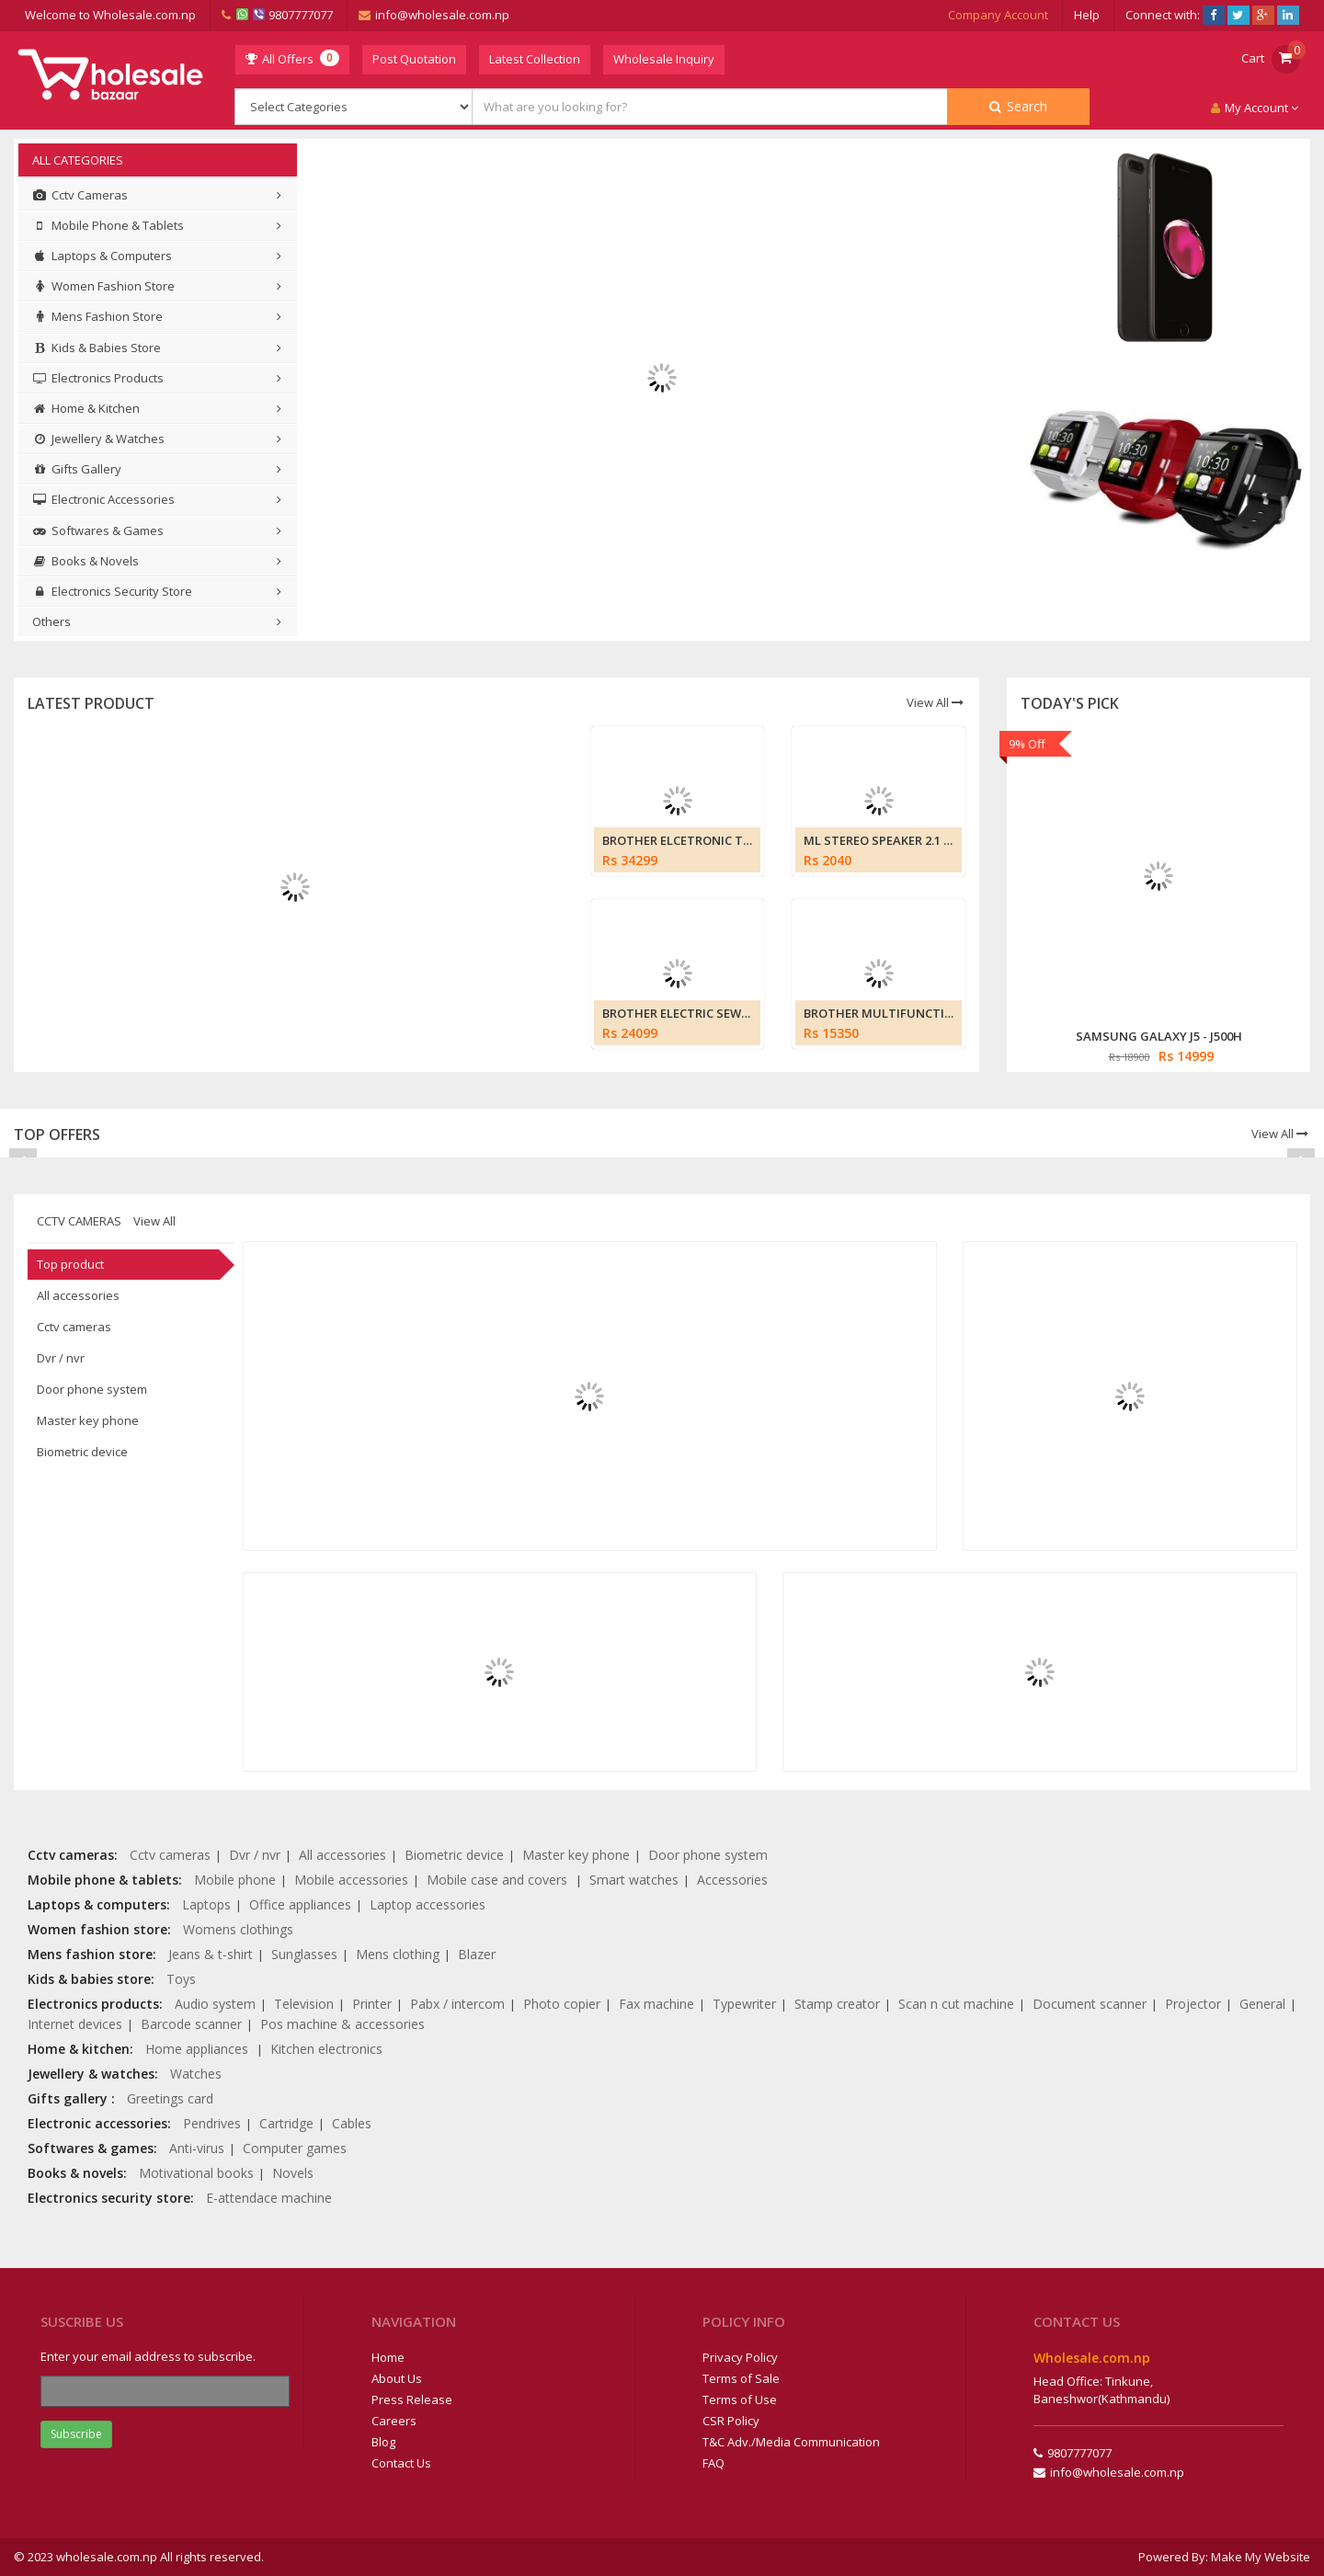 Welcome to Wholesale.com.np 9807777077 info@wholesale.com.np Company Account Help Connect with:
Wholesale bazaar
All Offers 0 Post Quotation Latest Collection Wholesale Inquiry Cart 0
Select Categories What are you looking for? Search My Account
ALL CATEGORIES
Cctv Cameras
Mobile Phone & Tablets
Laptops & Computers
Women Fashion Store
Mens Fashion Store
Kids & Babies Store
Electronics Products
Home & Kitchen
Jewellery & Watches
Gifts Gallery
Electronic Accessories
Softwares & Games
Books & Novels
Electronics Security Store
Others
10:30 10:30 10:30
LATEST PRODUCT View All
BROTHER ELCETRONIC T...
Rs 34299
ML STEREO SPEAKER 2.1 ...
Rs 2040
BROTHER ELECTRIC SEW...
Rs 24099
BROTHER MULTIFUNCTI...
Rs 15350
TODAY'S PICK
9% Off
SAMSUNG GALAXY J5 - J500H
Rs 18900 Rs 14999
TOP OFFERS View All
CCTV CAMERAS View All
Top product
All accessories
Cctv cameras
Dvr / nvr
Door phone system
Master key phone
Biometric device
Cctv cameras: Cctv cameras | Dvr / nvr | All accessories | Biometric device | Master key phone | Door phone system
Mobile phone & tablets: Mobile phone | Mobile accessories | Mobile case and covers | Smart watches | Accessories
Laptops & computers: Laptops | Office appliances | Laptop accessories
Women fashion store: Womens clothings
Mens fashion store: Jeans & t-shirt | Sunglasses | Mens clothing | Blazer
Kids & babies store: Toys
Electronics products: Audio system | Television | Printer | Pabx / intercom | Photo copier | Fax machine | Typewriter | Stamp creator | Scan n cut machine | Document scanner | Projector | General |
Internet devices | Barcode scanner | Pos machine & accessories
Home & kitchen: Home appliances | Kitchen electronics
Jewellery & watches: Watches
Gifts gallery : Greetings card
Electronic accessories: Pendrives | Cartridge | Cables
Softwares & games: Anti-virus | Computer games
Books & novels: Motivational books | Novels
Electronics security store: E-attendace machine
SUSCRIBE US
Enter your email address to subscribe.
Subscribe
NAVIGATION
Home
About Us
Press Release
Careers
Blog
Contact Us
POLICY INFO
Privacy Policy
Terms of Sale
Terms of Use
CSR Policy
T&C Adv./Media Communication
FAQ
CONTACT US
Wholesale.com.np
Head Office: Tinkune,
Baneshwor(Kathmandu)
9807777077
info@wholesale.com.np
© 2023 wholesale.com.np All rights reserved. Powered By: Make My Website